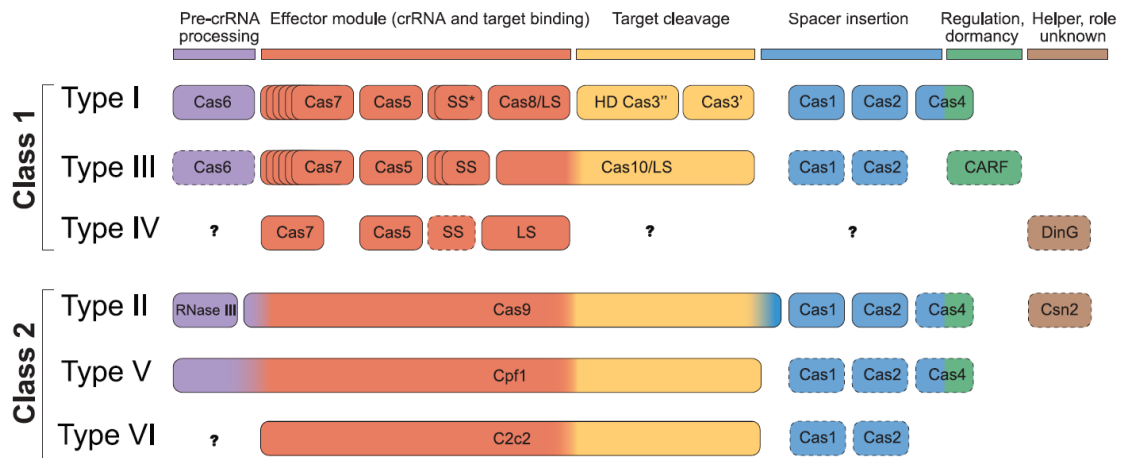 Pre-crRNA processing
Effector module (crRNA and target binding)
Target cleavage
Spacer insertion
Regulation, dormancy
Helper, role unknown
Class 1
Type I
Cas6
Cas7
Cas5
SS*
Cas8/LS
HD Cas3''
Cas3'
Cas1
Cas2
Cas4
Type III
Cas6
Cas7
Cas5
SS
Cas10/LS
Cas1
Cas2
CARF
Type IV
?
Cas7
Cas5
SS
LS
?
?
DinG
Class 2
Type II
RNase III
Cas9
Cas1
Cas2
Cas4
Csn2
Type V
Cpf1
Cas1
Cas2
Cas4
Type VI
?
C2c2
Cas1
Cas2